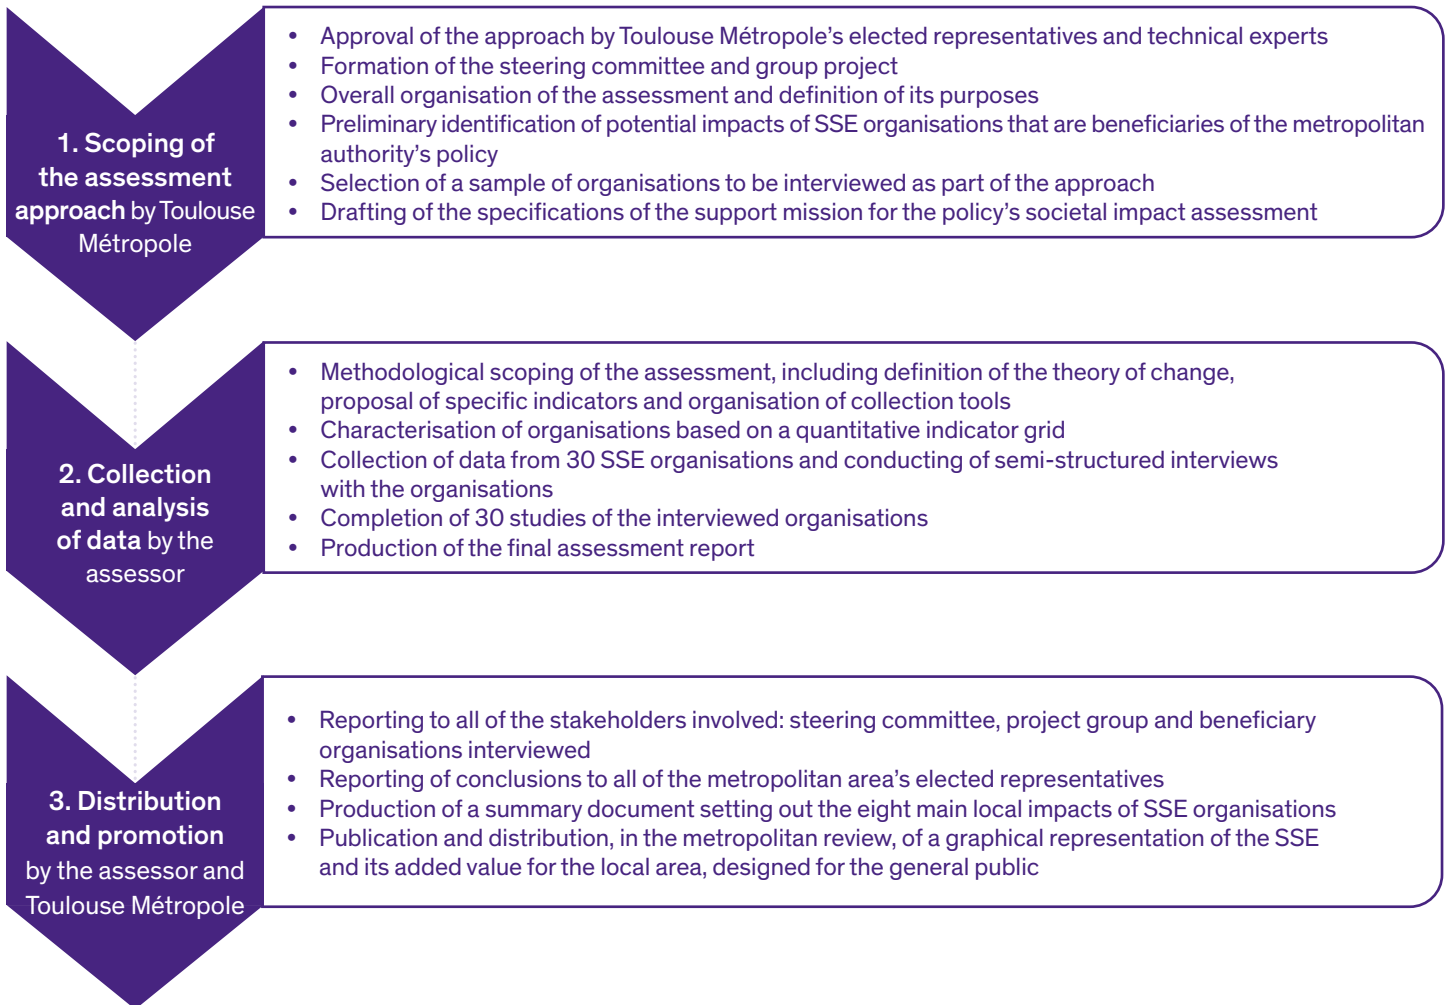 1. Scoping of
the assessment
approach by Toulouse
Métropole
• Approval of the approach by Toulouse Métropole’s elected representatives and technical experts
• Formation of the steering committee and group project
• Overall organisation of the assessment and definition of its purposes
• Preliminary identification of potential impacts of SSE organisations that are beneficiaries of the metropolitan
authority’s policy
• Selection of a sample of organisations to be interviewed as part of the approach
• Drafting of the specifications of the support mission for the policy’s societal impact assessment
2. Collection
and analysis
of data by the
assessor
• Methodological scoping of the assessment, including definition of the theory of change,
proposal of specific indicators and organisation of collection tools
• Characterisation of organisations based on a quantitative indicator grid
• Collection of data from 30 SSE organisations and conducting of semi-structured interviews
with the organisations
• Completion of 30 studies of the interviewed organisations
• Production of the final assessment report
3. Distribution
and promotion
by the assessor and
Toulouse Métropole
• Reporting to all of the stakeholders involved: steering committee, project group and beneficiary
organisations interviewed
• Reporting of conclusions to all of the metropolitan area’s elected representatives
• Production of a summary document setting out the eight main local impacts of SSE organisations
• Publication and distribution, in the metropolitan review, of a graphical representation of the SSE
and its added value for the local area, designed for the general public